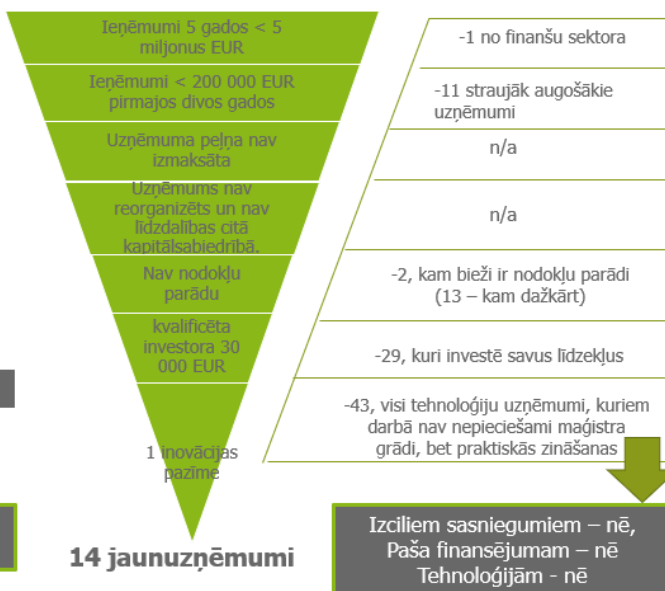 Ieņēmumi 5 gados < 5
miljonus EUR
-1 no finanšu sektora
Ieņēmumi < 200 000 EUR
pirmajos divos gados
-11 straujāk augošākie
uzņēmumi
Uzņēmuma peļņa nav
izmaksāta
n/a
Uzņēmums nav
reorganizēts un nav
līdzdalības citā
kapitālsabiedrībā.
n/a
Nav nodokļu
parādu
-2, kam bieži ir nodokļu parādi
(13 – kam dažkārt)
kvalificēta
investora 30
000 EUR
-29, kuri investē savus līdzekļus
1 inovācijas
pazīme
-43, visi tehnoloģiju uzņēmumi, kuriem
darbā nav nepieciešami maģistra
grādi, bet praktiskās zināšanas
14 jaunuzņēmumi
Izciliem sasniegumiem – nē,
Paša finansējumam – nē
Tehnoloģijām - nē